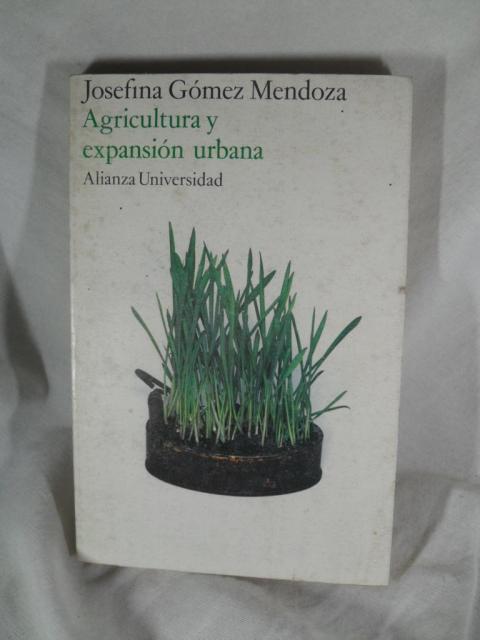 Josefina Gómez Mendoza
Agricultura y
expansión urbana
Alianza Universidad